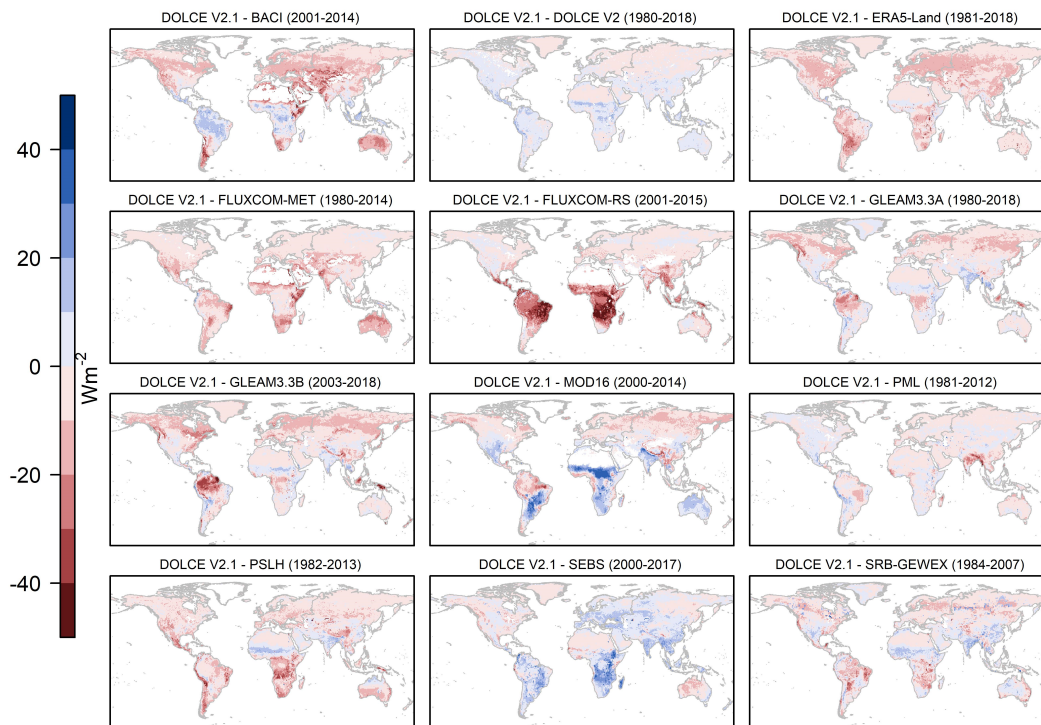 DOLCE V2.1 - BACI (2001-2014)
DOLCE V2.1 - DOLCE V2 (1980-2018)
DOLCE V2.1 - ERA5-Land (1981-2018)
DOLCE V2.1 - FLUXCOM-MET (1980-2014)
DOLCE V2.1 - FLUXCOM-RS (2001-2015)
DOLCE V2.1 - GLEAM3.3A (1980-2018)
DOLCE V2.1 - GLEAM3.3B (2003-2018)
DOLCE V2.1 - MOD16 (2000-2014)
DOLCE V2.1 - PML (1981-2012)
DOLCE V2.1 - PSLH (1982-2013)
DOLCE V2.1 - SEBS (2000-2017)
DOLCE V2.1 - SRB-GEWEX (1984-2007)
40
20
0
-20
-40
Wm⁻²